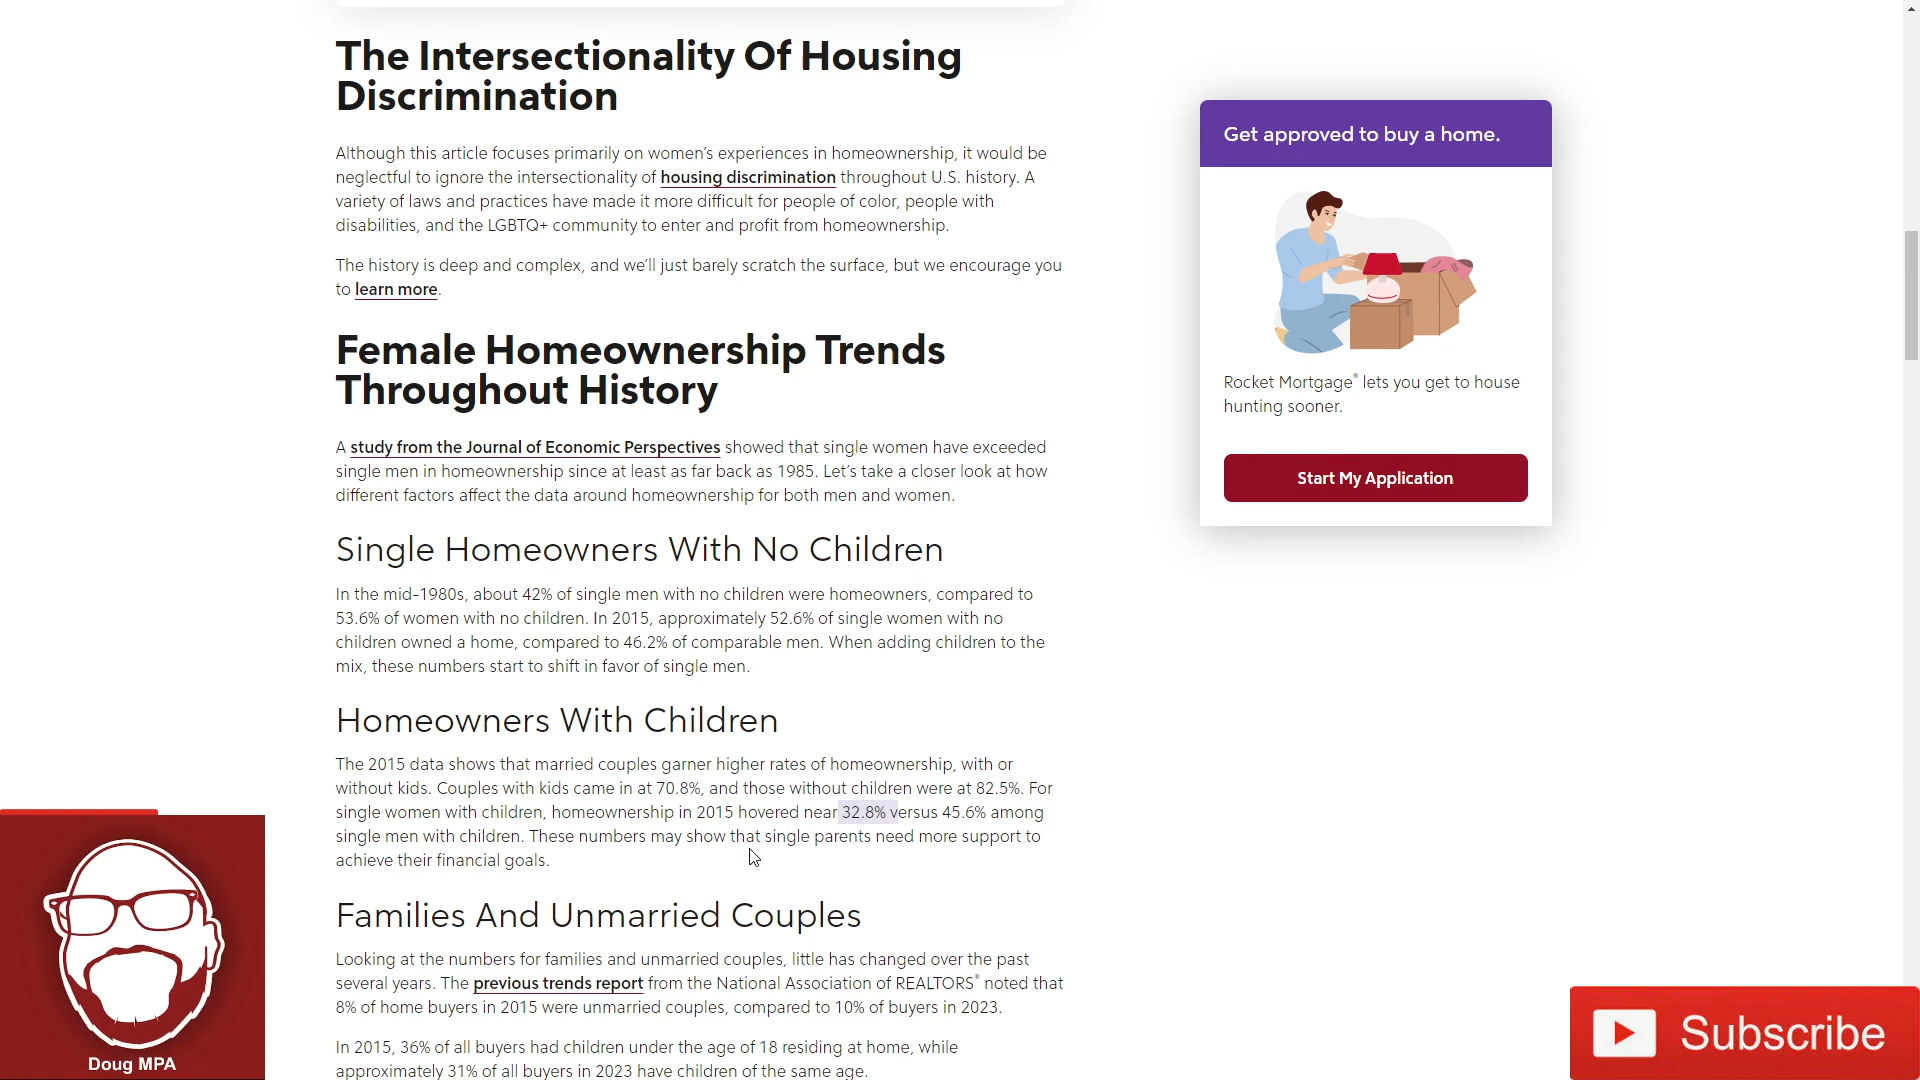 The Intersectionality Of Housing
Discrimination
Although this article focuses primarily on women's experiences in homeownership, it would be
neglectful to ignore the intersectionality of housing discrimination throughout U.S. history. A
variety of laws and practices have made it more difficult for people of color, people with
disabilities, and the LGBTQ+ community to enter and profit from homeownership.
The history is deep and complex, and we'll just barely scratch the surface, but we encourage you
to learn more.
Female Homeownership Trends
Throughout History
A study from the Journal of Economic Perspectives showed that single women have exceeded
single men in homeownership since at least as far back as 1985. Let's take a closer look at how
different factors affect the data around homeownership for both men and women.
Single Homeowners With No Children
In the mid-1980s, about 42% of single men with no children were homeowners, compared to
53.6% of women with no children. In 2015, approximately 52.6% of single women with no
children owned a home, compared to 46.2% of comparable men. When adding children to the
mix, these numbers start to shift in favor of single men.
Homeowners With Children
The 2015 data shows that married couples garner higher rates of homeownership, with or
without kids. Couples with kids came in at 70.8%, and those without children were at 82.5%. For
single women with children, homeownership in 2015 hovered near 32.8% versus 45.6% among
single men with children. These numbers may show that single parents need more support to
achieve their financial goals.
Families And Unmarried Couples
Looking at the numbers for families and unmarried couples, little has changed over the past
several years. The previous trends report from the National Association of REALTORS® noted that
8% of home buyers in 2015 were unmarried couples, compared to 10% of buyers in 2023.
In 2015, 36% of all buyers had children under the age of 18 residing at home, while
approximately 31% of all buyers in 2023 have children of the same age.
Get approved to buy a home.
Rocket Mortgage® lets you get to house
hunting sooner.
Start My Application
Doug MPA
Subscribe